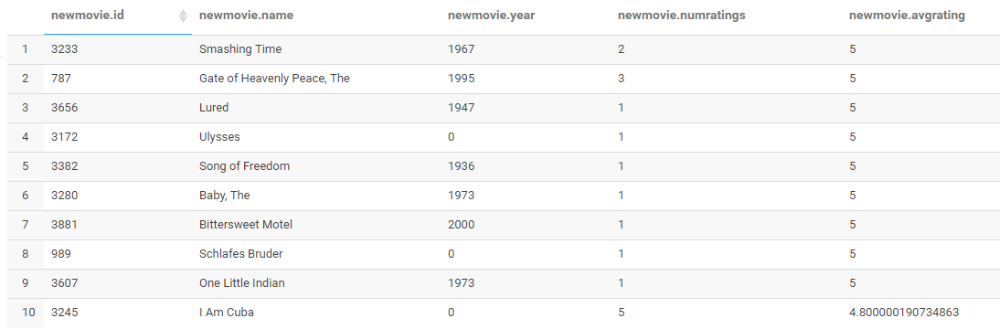 newmovie.id newmovie.name newmovie.year newmovie.numratings newmovie.avgrating
1 3233 Smashing Time 1967 2 5
2 787 Gate of Heavenly Peace, The 1995 3 5
3 3656 Lured 1947 1 5
4 3172 Ulysses 0 1 5
5 3382 Song of Freedom 1936 1 5
6 3280 Baby, The 1973 1 5
7 3881 Bittersweet Motel 2000 1 5
8 989 Schlafes Bruder 0 1 5
9 3607 One Little Indian 1973 1 5
10 3245 I Am Cuba 0 5 4.800000190734863